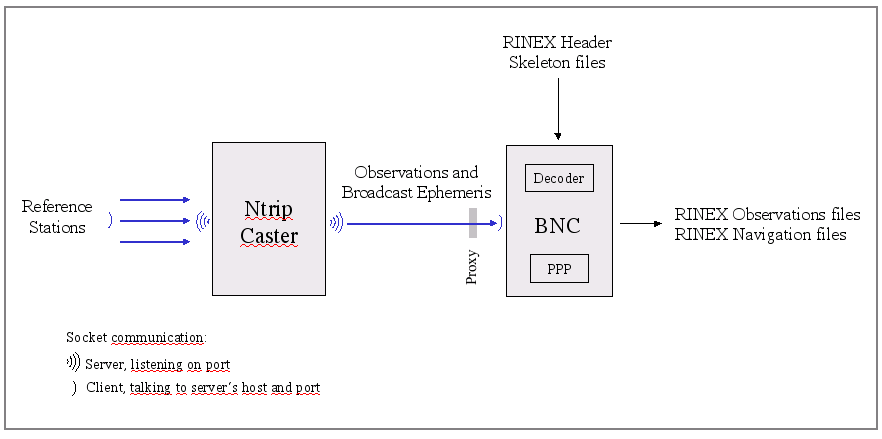 RINEX Header
Skeleton files
Reference
Stations
Ntrip
Caster
Observations and
Broadcast Ephemeris
Proxy
Decoder
BNC
PPP
RINEX Observations files
RINEX Navigation files
Socket communication:
Server, listening on port
Client, talking to server's host and port